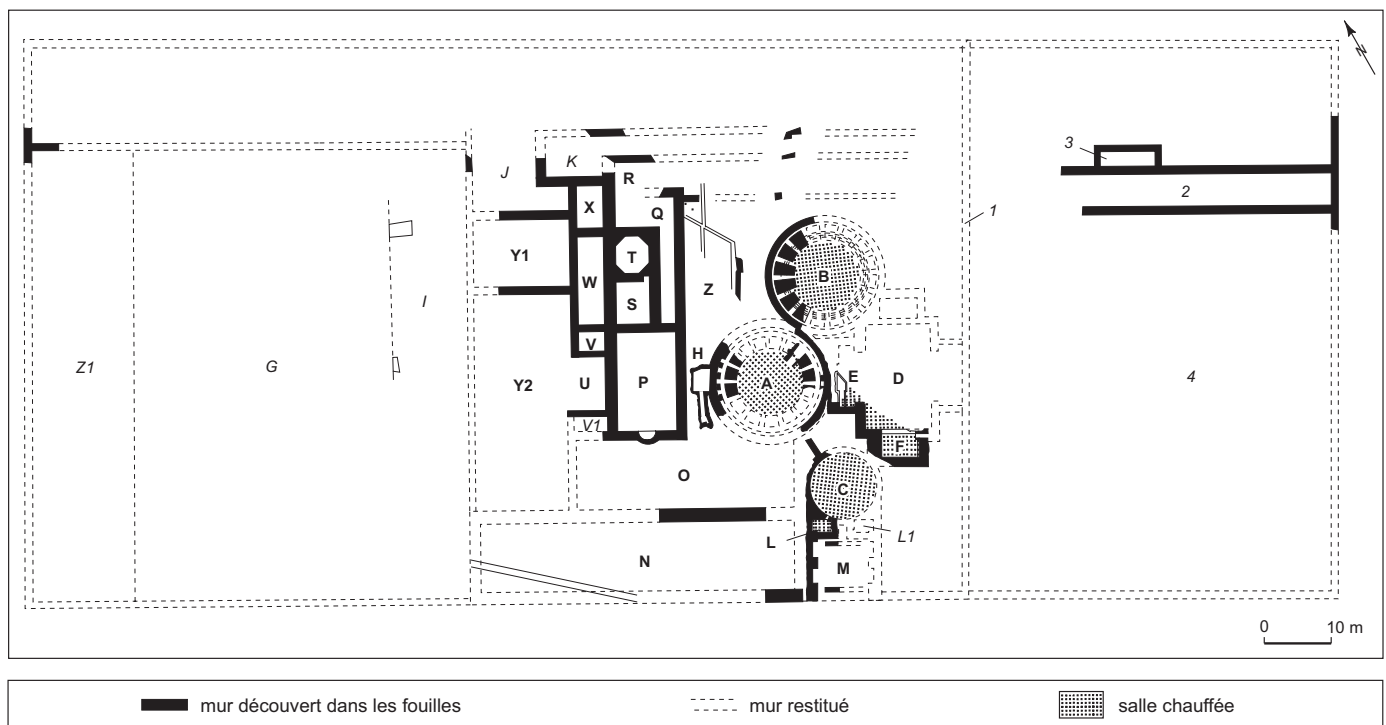 N
1
3
2
J
K
R
X
Q
Y1
T
W
Z
B
I
S
Z1
G
V
H
Y2
U
P
A
E
D
4
V1
F
O
C
L
L1
N
M
0 10 m
mur découvert dans les fouilles
mur restitué
salle chauffée